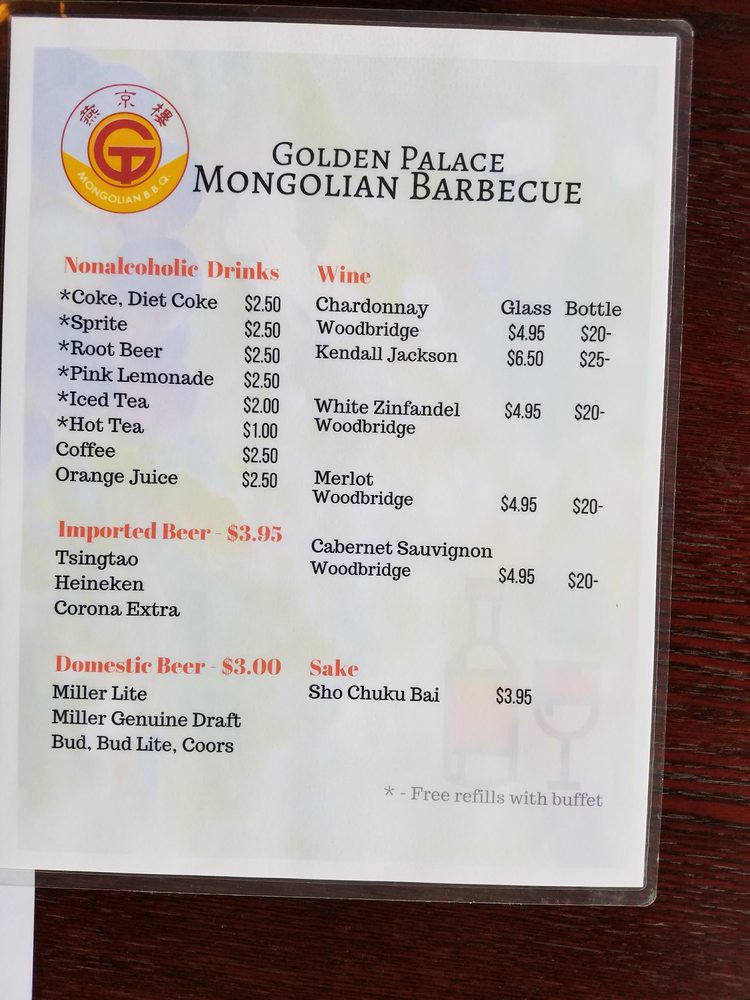 燕京樓
GT
MONGOLIAN B.B.Q.
GOLDEN PALACE
MONGOLIAN BARBECUE
Nonalcoholic Drinks
*Coke, Diet Coke $2.50
*Sprite $2.50
*Root Beer $2.50
*Pink Lemonade $2.50
*Iced Tea $2.00
*Hot Tea $1.00
Coffee $2.50
Orange Juice $2.50
Imported Beer - $3.95
Tsingtao
Heineken
Corona Extra
Domestic Beer - $3.00
Miller Lite
Miller Genuine Draft
Bud, Bud Lite, Coors
Wine
Chardonnay Glass Bottle
Woodbridge $4.95 $20-
Kendall Jackson $6.50 $25-
White Zinfandel $4.95 $20-
Woodbridge
Merlot
Woodbridge $4.95 $20-
Cabernet Sauvignon
Woodbridge $4.95 $20-
Sake
Sho Chuku Bai $3.95
* - Free refills with buffet